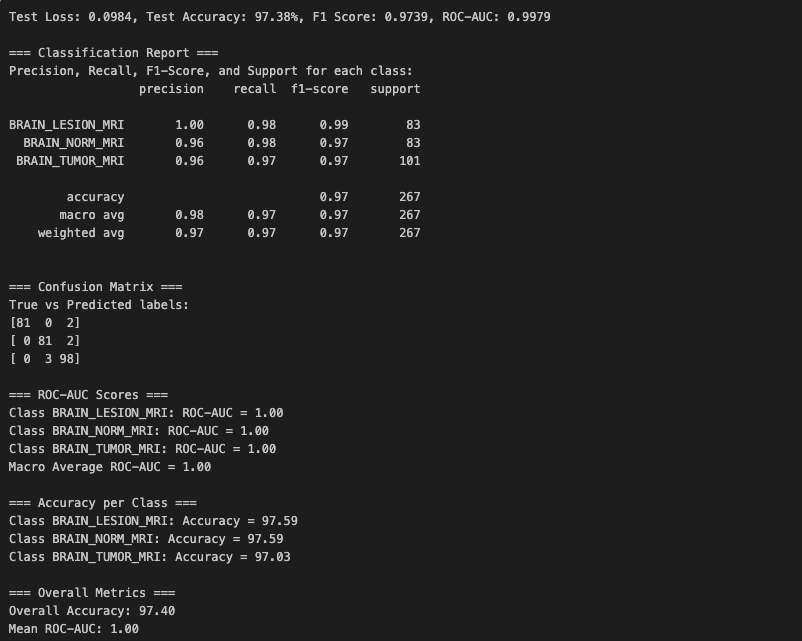 Test Loss: 0.0984, Test Accuracy: 97.38%, F1 Score: 0.9739, ROC-AUC: 0.9979
=== Classification Report ===
Precision, Recall, F1-Score, and Support for each class:
precision recall f1-score support
BRAIN_LESION_MRI 1.00 0.98 0.99 83
BRAIN_NORM_MRI 0.96 0.98 0.97 83
BRAIN_TUMOR_MRI 0.96 0.97 0.97 101
accuracy 0.97 267
macro avg 0.98 0.97 0.97 267
weighted avg 0.97 0.97 0.97 267
=== Confusion Matrix ===
True vs Predicted labels:
[81 0 2]
[ 0 81 2]
[ 0 3 98]
=== ROC-AUC Scores ===
Class BRAIN_LESION_MRI: ROC-AUC = 1.00
Class BRAIN_NORM_MRI: ROC-AUC = 1.00
Class BRAIN_TUMOR_MRI: ROC-AUC = 1.00
Macro Average ROC-AUC = 1.00
=== Accuracy per Class ===
Class BRAIN_LESION_MRI: Accuracy = 97.59
Class BRAIN_NORM_MRI: Accuracy = 97.59
Class BRAIN_TUMOR_MRI: Accuracy = 97.03
=== Overall Metrics ===
Overall Accuracy: 97.40
Mean ROC-AUC: 1.00